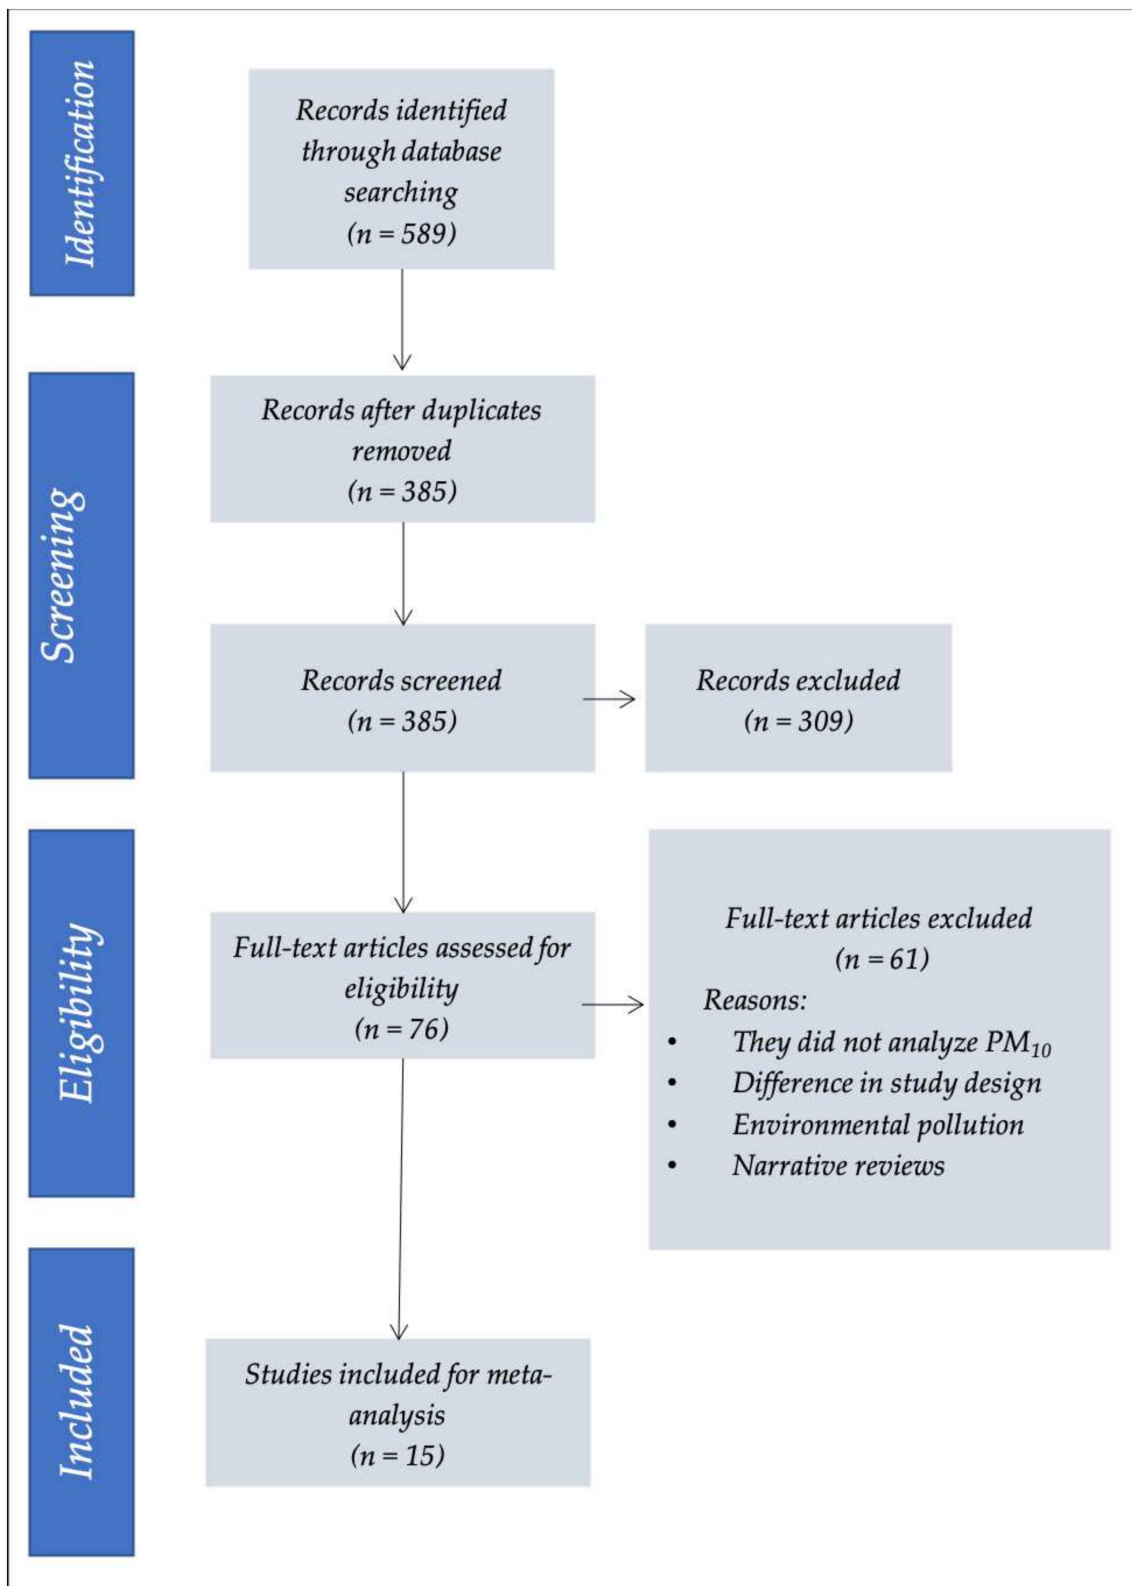 Identification
Records identified
through database
searching
(n = 589)
Screening
Records after duplicates
removed
(n = 385)
Records screened
(n = 385)
Records excluded
(n = 309)
Eligibility
Full-text articles assessed for
eligibility
(n = 76)
Full-text articles excluded
(n = 61)
Reasons:
• They did not analyze PM₁₀
• Difference in study design
• Environmental pollution
• Narrative reviews
Included
Studies included for meta-
analysis
(n = 15)